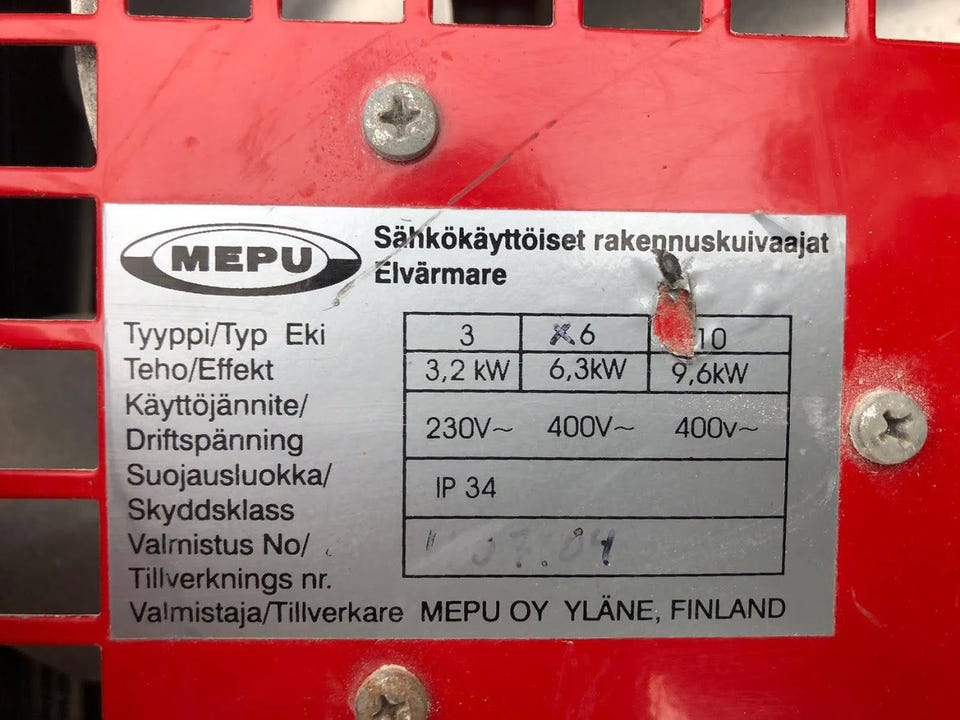 MEPU
Sähkökäyttöiset rakennuskuivaajat
Elvärmare
Tyyppi/Typ Eki 3 x 6 10
Teho/Effekt 3,2 kW 6,3kW 9,6kW
Käyttöjännite/
Driftspänning 230V~ 400V~ 400v~
Suojausluokka/
Skyddsklass IP 34
Valmistus No/
Tillverknings nr.
Valmistaja/Tillverkare MEPU OY YLÄNE, FINLAND